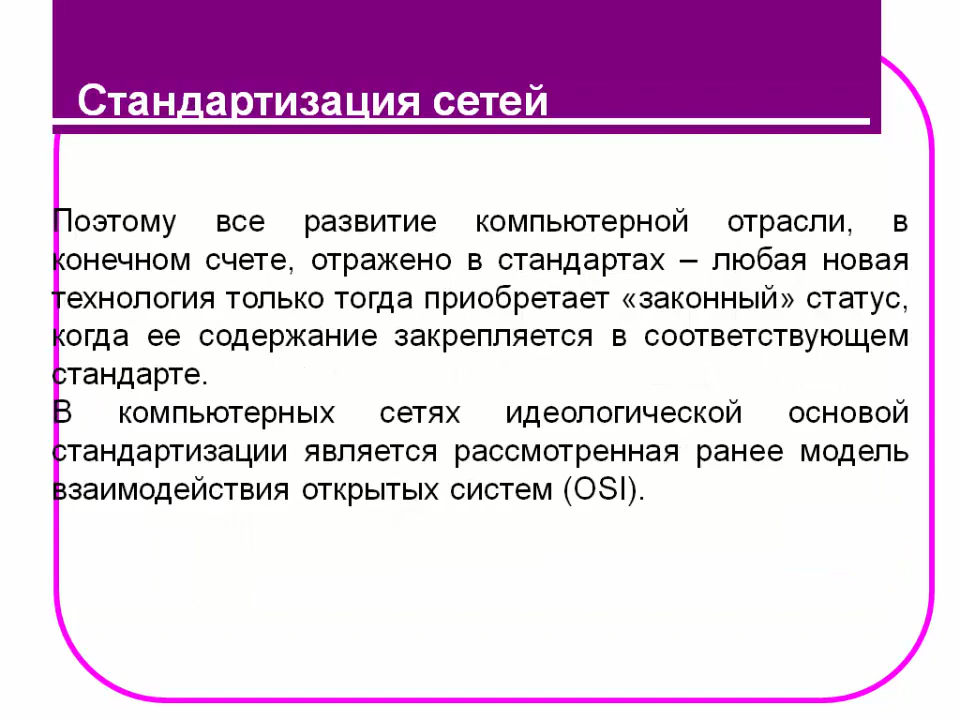 Стандартизация сетей
Поэтому все развитие компьютерной отрасли, в
конечном счете, отражено в стандартах – любая новая
технология только тогда приобретает «законный» статус,
когда ее содержание закрепляется в соответствующем
стандарте.
В компьютерных сетях идеологической основой
стандартизации является рассмотренная ранее модель
взаимодействия открытых систем (OSI).